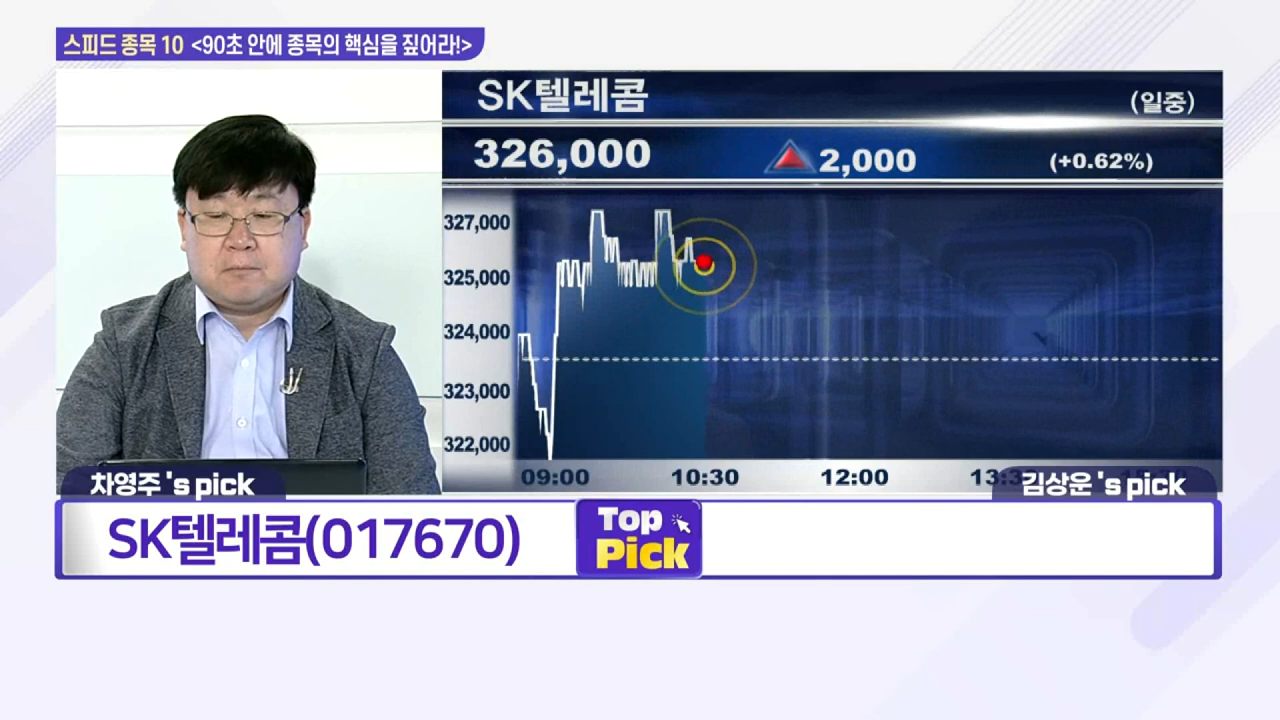 스피드 종목 10 <90초 안에 종목의 핵심을 짚어라!>
SK텔레콤 (일중)
326,000 2,000 (+0.62%)
327,000
325,000
324,000
323,000
322,000
09:00 10:30 12:00
차영주 's pick
김상운 's pick
SK텔레콤(017670)
Top
Pick